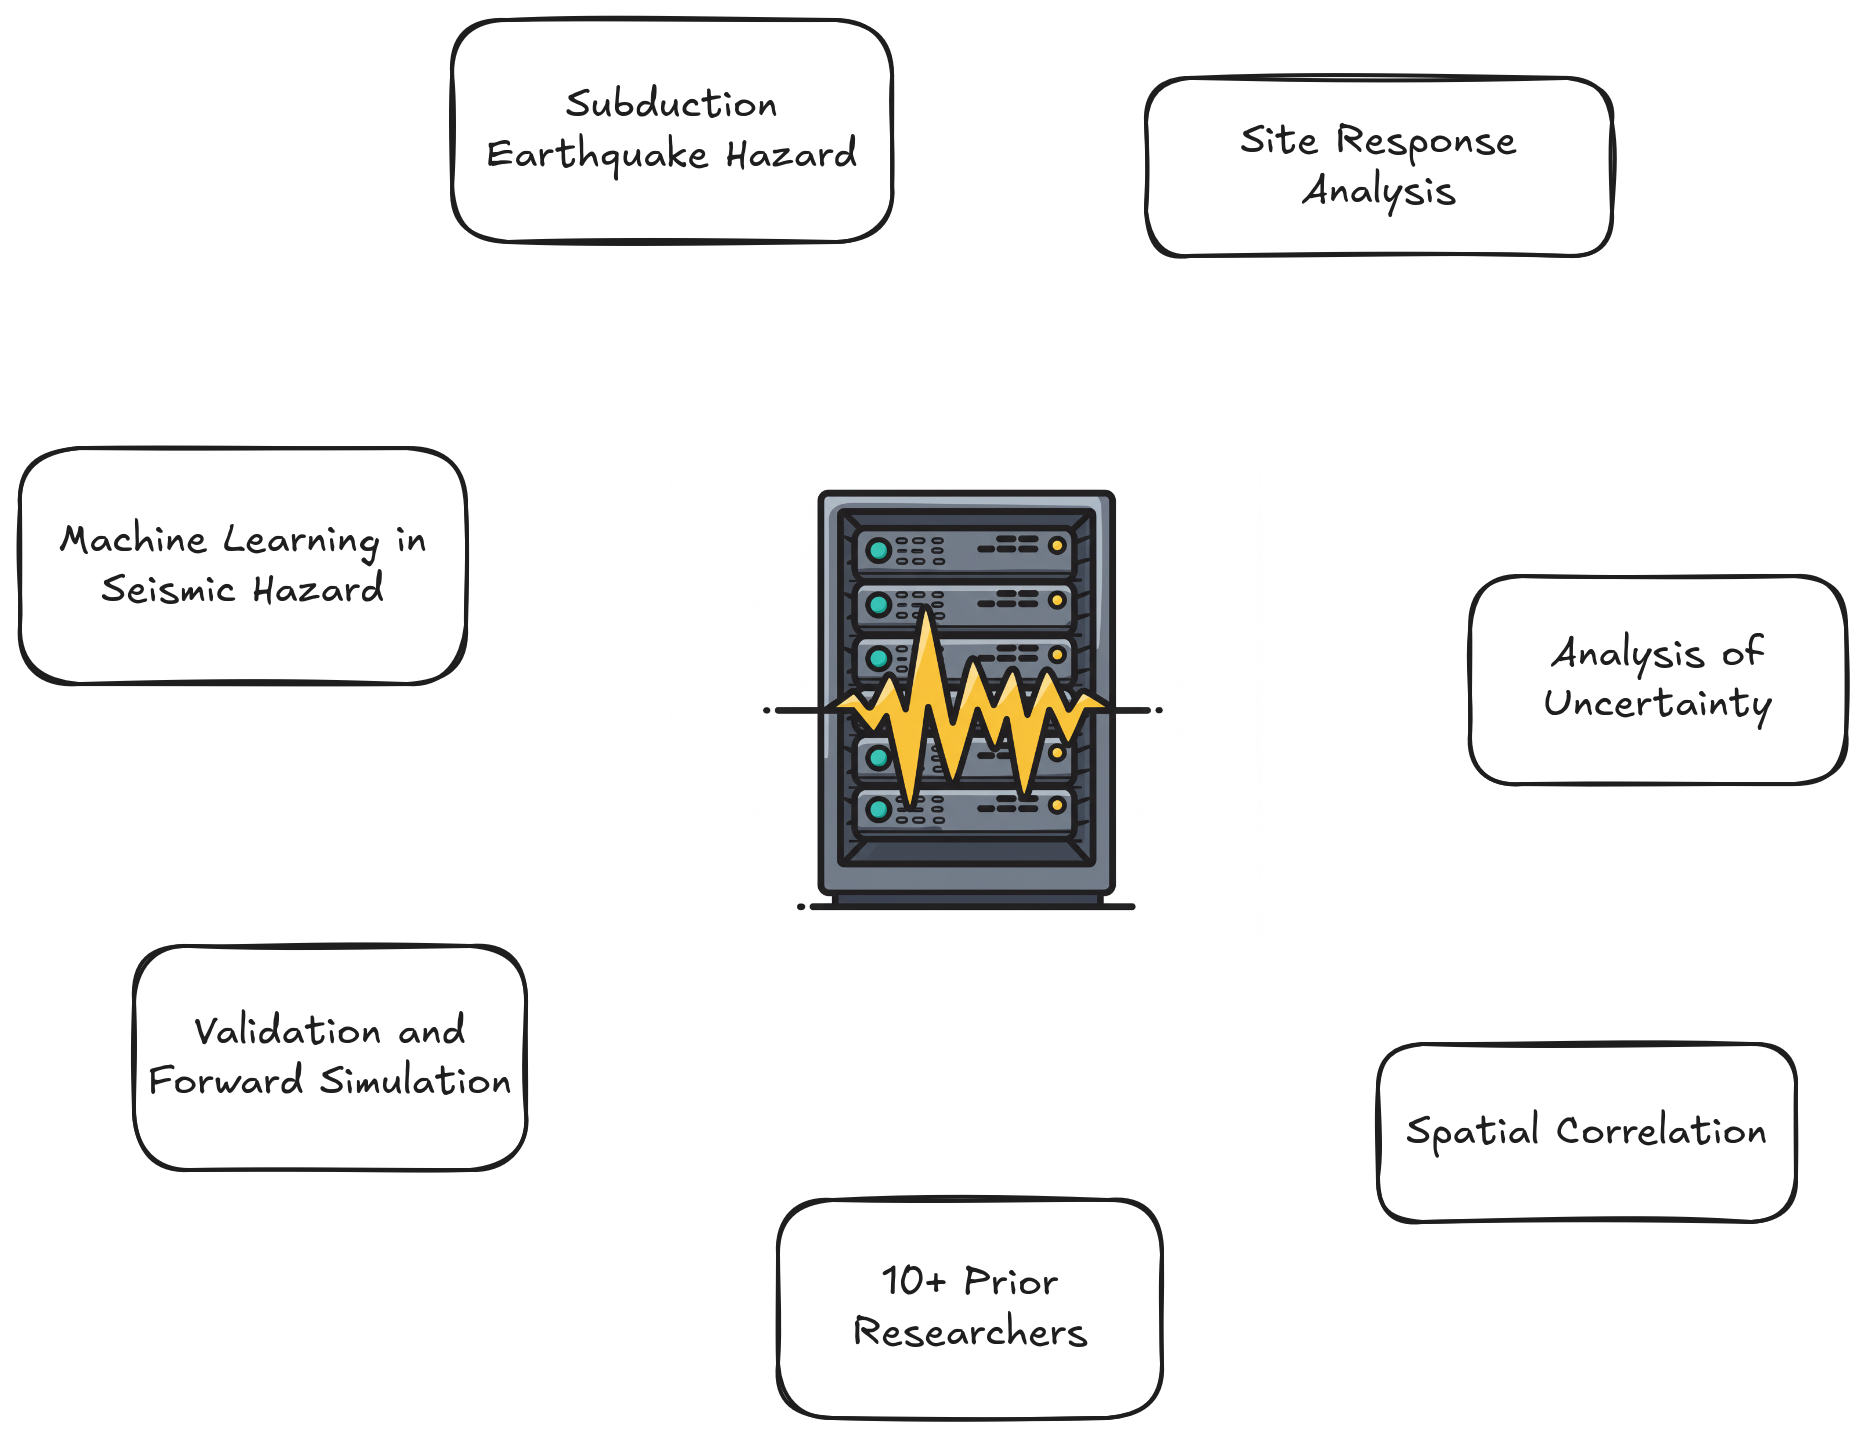 Subduction
Earthquake Hazard
Site Response
Analysis
Machine Learning in
Seismic Hazard
Analysis of
Uncertainty
Validation and
Forward Simulation
Spatial Correlation
10+ Prior
Researchers